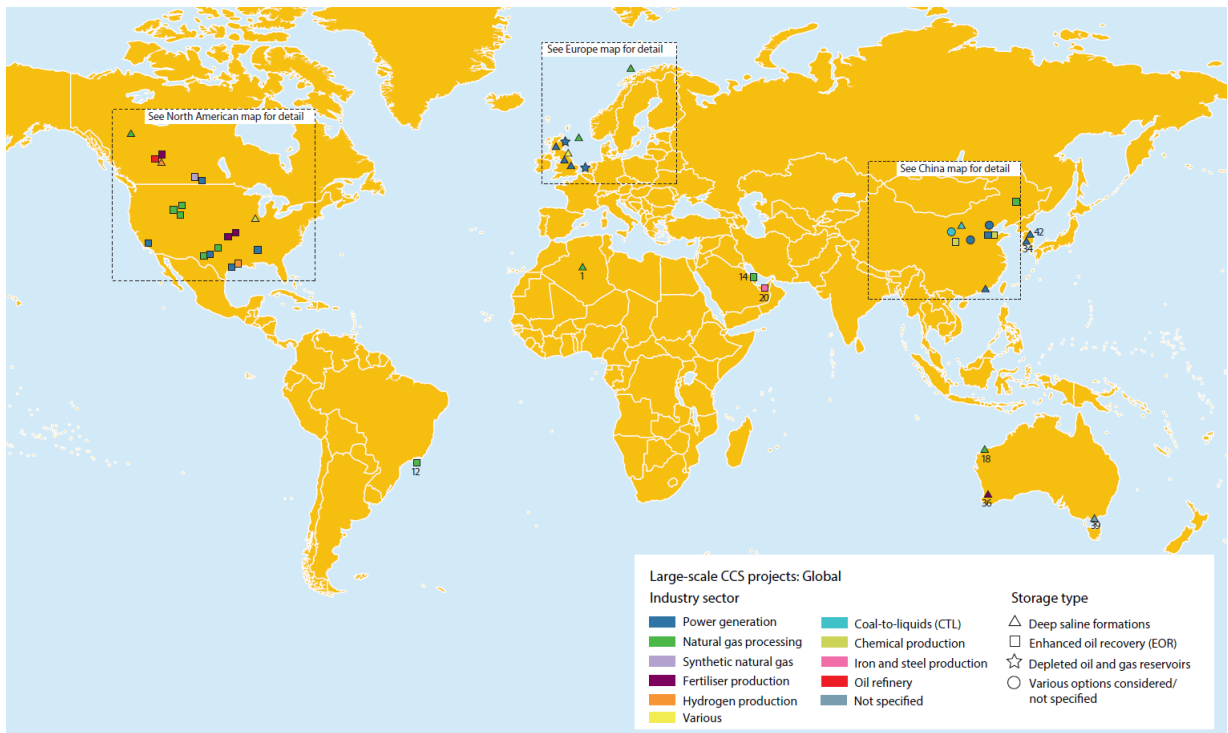 See Europe map for detail
See North American map for detail
See China map for detail
42
34
1
14
20
12
18
36
39
Large-scale CCS projects: Global
Industry sector
Storage type
Power generation
Coal-to-liquids (CTL)
Deep saline formations
Natural gas processing
Chemical production
Enhanced oil recovery (EOR)
Synthetic natural gas
Iron and steel production
Depleted oil and gas reservoirs
Fertiliser production
Oil refinery
Various options considered/
not specified
Hydrogen production
Not specified
Various